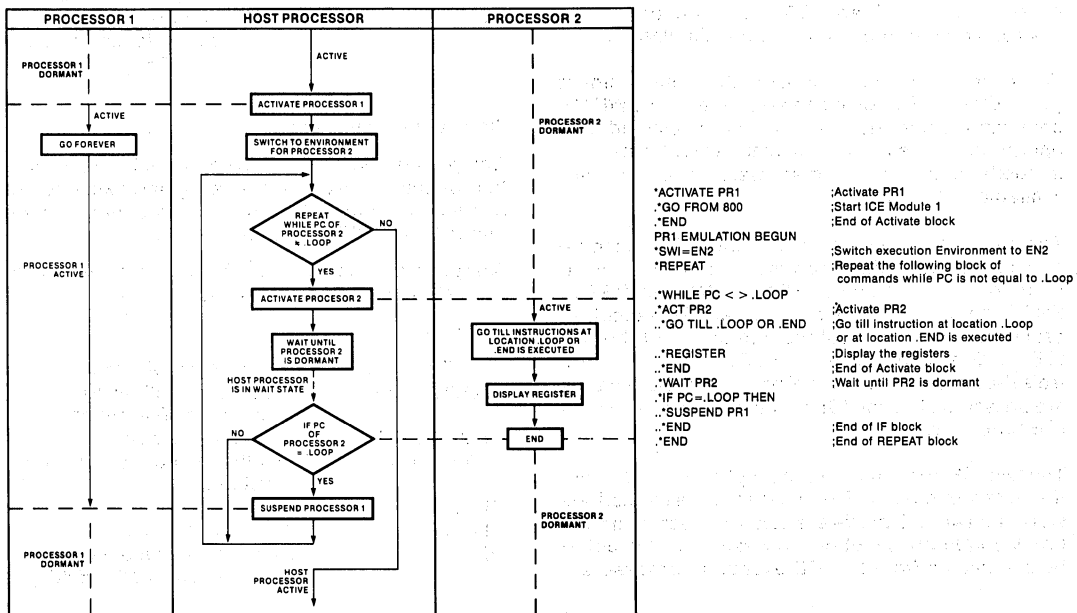 PROCESSOR 1
HOST PROCESSOR
PROCESSOR 2
PROCESSOR 1
DORMANT
ACTIVE
GO FOREVER
PROCESSOR 1
ACTIVE
PROCESSOR 1
DORMANT
ACTIVE
ACTIVATE PROCESSOR 1
SWITCH TO ENVIRONMENT
FOR PROCESSOR 2
REPEAT
WHILE PC OF
PROCESSOR 2
≠ .LOOP
NO
YES
ACTIVATE PROCESOR 2
WAIT UNTIL
PROCESSOR 2
IS DORMANT
HOST PROCESSOR
IS IN WAIT STATE
IF PC
OF
PROCESSOR 2
= .LOOP
NO
YES
SUSPEND PROCESSOR 1
HOST
PROCESSOR
ACTIVE
PROCESSOR 2
DORMANT
ACTIVE
GO TILL INSTRUCTIONS AT
LOCATION .LOOP OR
.END IS EXECUTED
DISPLAY REGISTER
END
PROCESSOR 2
DORMANT
*ACTIVATE PR1 ;Activate PR1
.*GO FROM 800 ;Start ICE Module 1
.*END ;End of Activate block
PR1 EMULATION BEGUN
*SWI=EN2 ;Switch execution Environment to EN2
*REPEAT ;Repeat the following block of
commands while PC is not equal to .Loop
.*WHILE PC < > .LOOP
.*ACT PR2 ;Activate PR2
..*GO TILL .LOOP OR .END ;Go till instruction at location .Loop
or at location .END is executed
..*REGISTER ;Display the registers
..*END ;End of Activate block
.*WAIT PR2 ;Wait until PR2 is dormant
.*IF PC=.LOOP THEN
..*SUSPEND PR1
..*END ;End of IF block
.*END ;End of REPEAT block